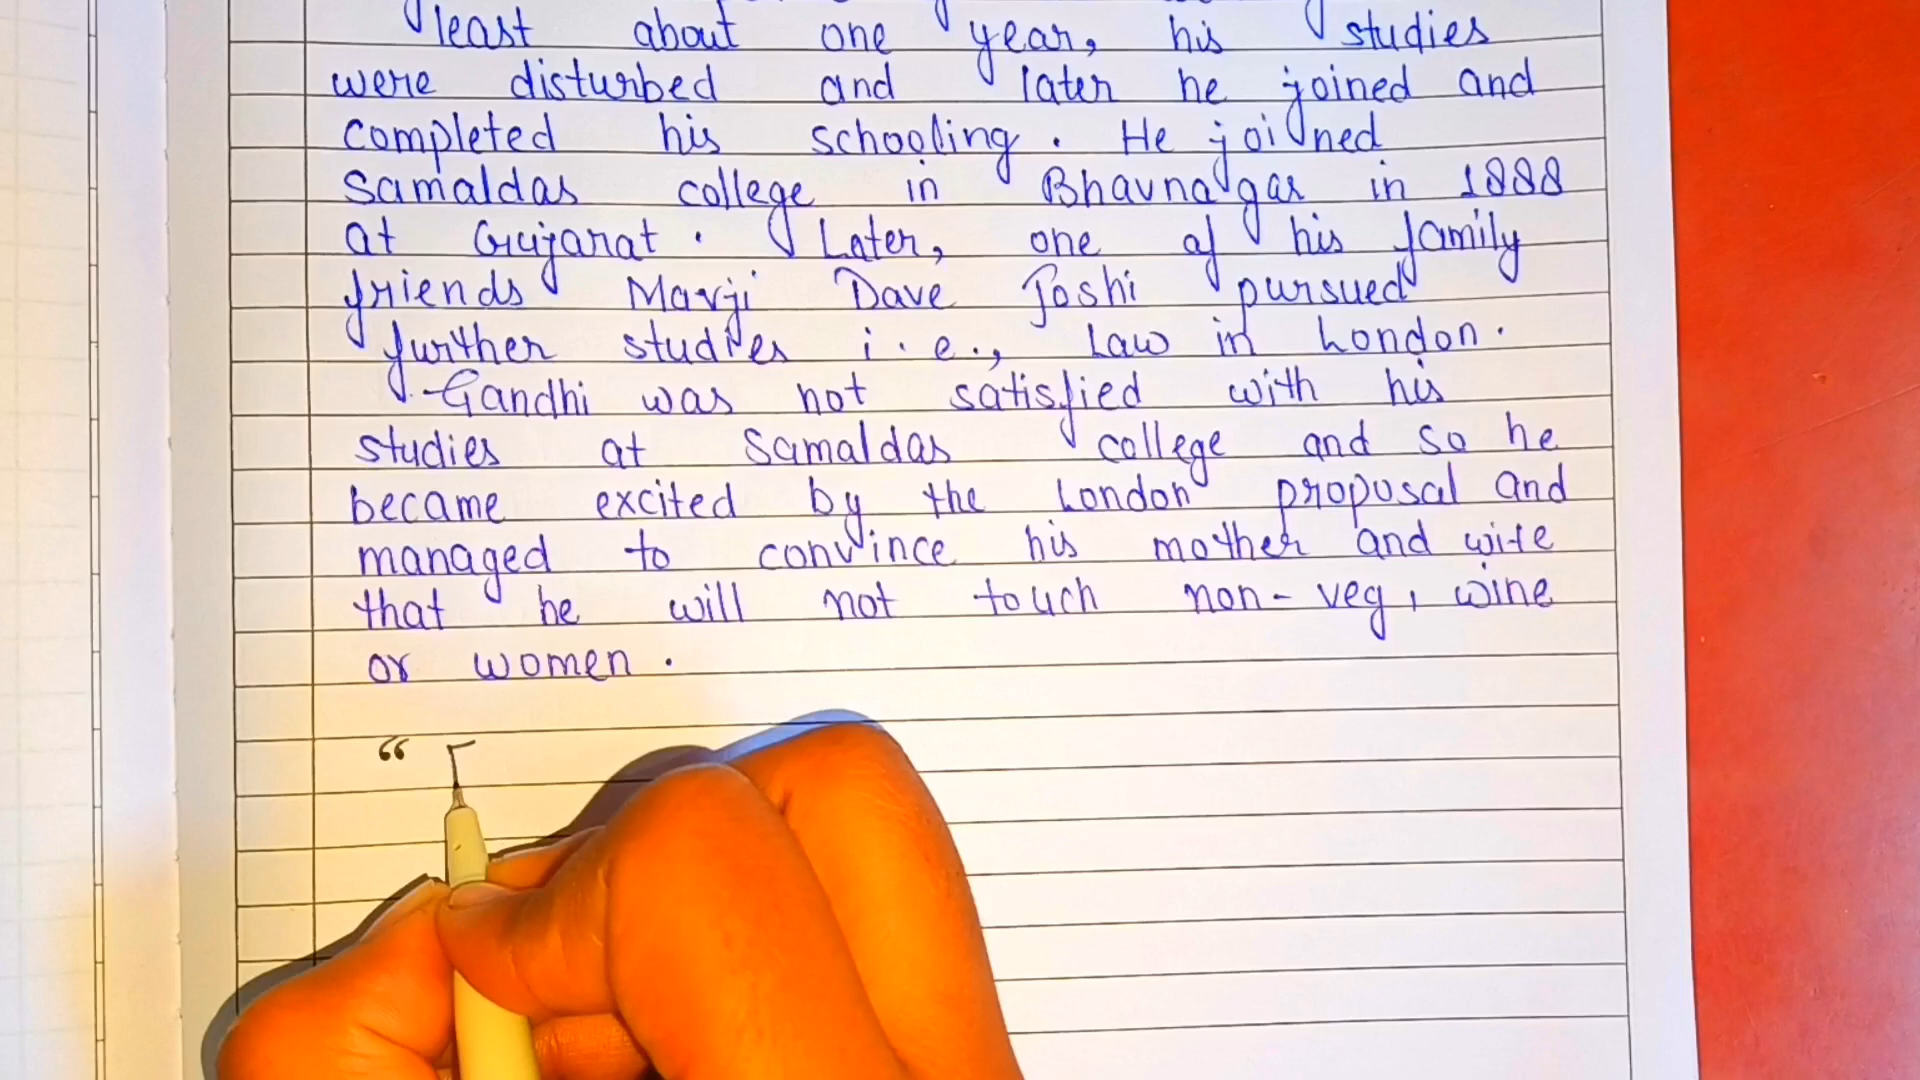 least about one year, his studies
were disturbed and later he joined and
completed his schooling. He joined
Samaldas college in Bhavnagar in 1888
at Gujarat. Later, one of his family
friends Mavji Dave Joshi pursued
further studies i.e., Law in London.
Gandhi was not satisfied with his
studies at Samaldas college and so he
became excited by the London proposal and
managed to convince his mother and wife
that he will not touch non-veg, wine
or women.
“